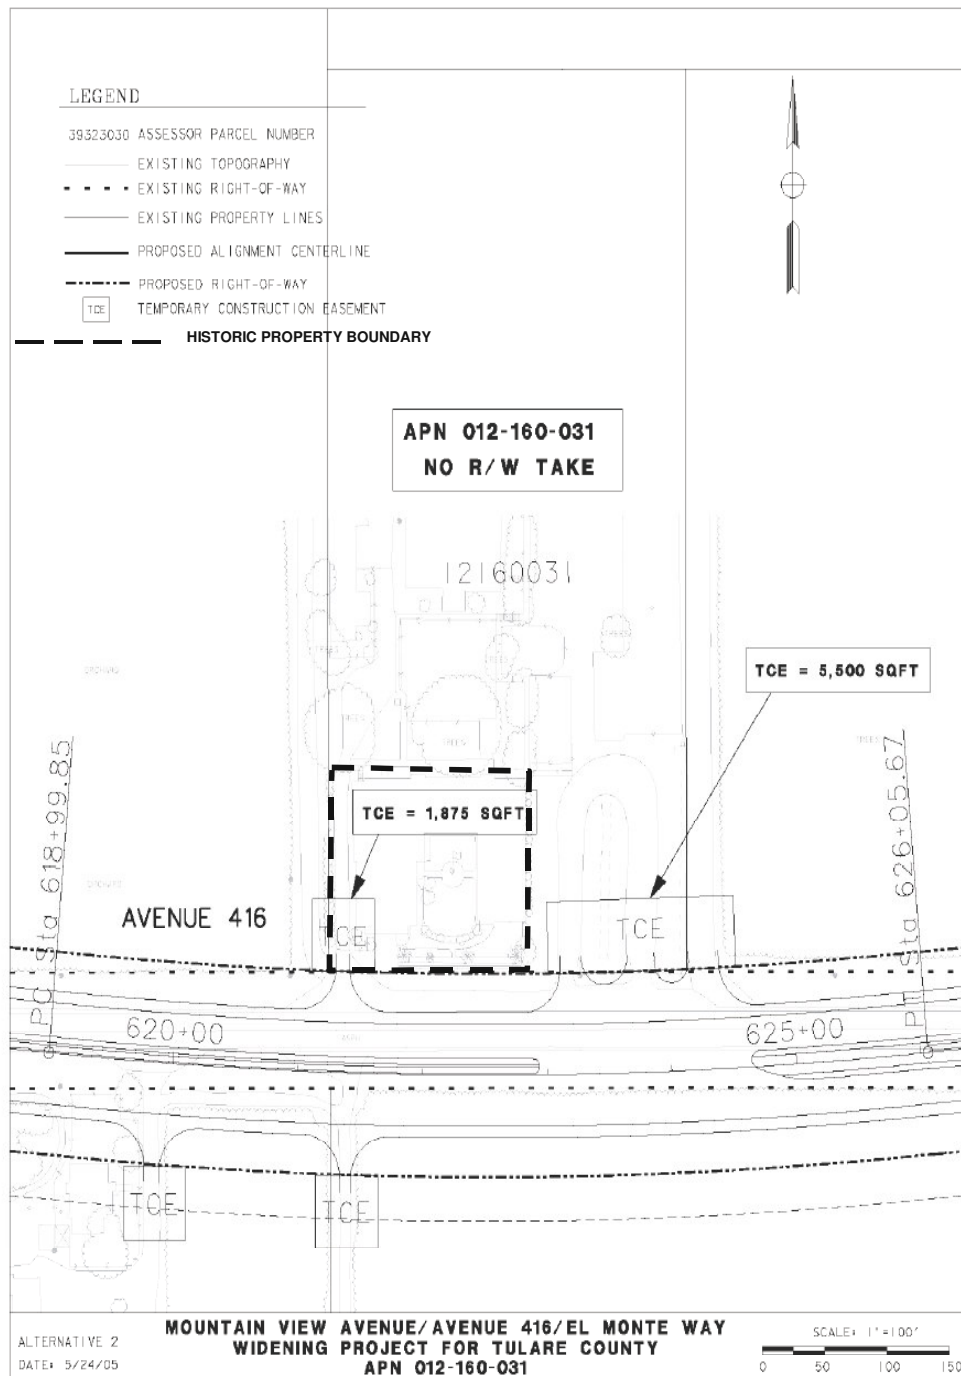 LEGEND
39323030 ASSESSOR PARCEL NUMBER
EXISTING TOPOGRAPHY
EXISTING RIGHT-OF-WAY
EXISTING PROPERTY LINES
PROPOSED ALIGNMENT CENTERLINE
PROPOSED RIGHT-OF-WAY
TCE TEMPORARY CONSTRUCTION EASEMENT
HISTORIC PROPERTY BOUNDARY
APN 012-160-031
NO R/W TAKE
12160031
TCE = 5,500 SQFT
TREES
TREES
PC Sta 618+99.85
Sta 626+05.67
TCE = 1,875 SQFT
AVENUE 416
TCE
TCE
620+00
625+00
TCE
TCE
ALTERNATIVE 2
DATE: 5/24/05
MOUNTAIN VIEW AVENUE/AVENUE 416/EL MONTE WAY
WIDENING PROJECT FOR TULARE COUNTY
APN 012-160-031
SCALE: 1"=100'
0 50 100 150